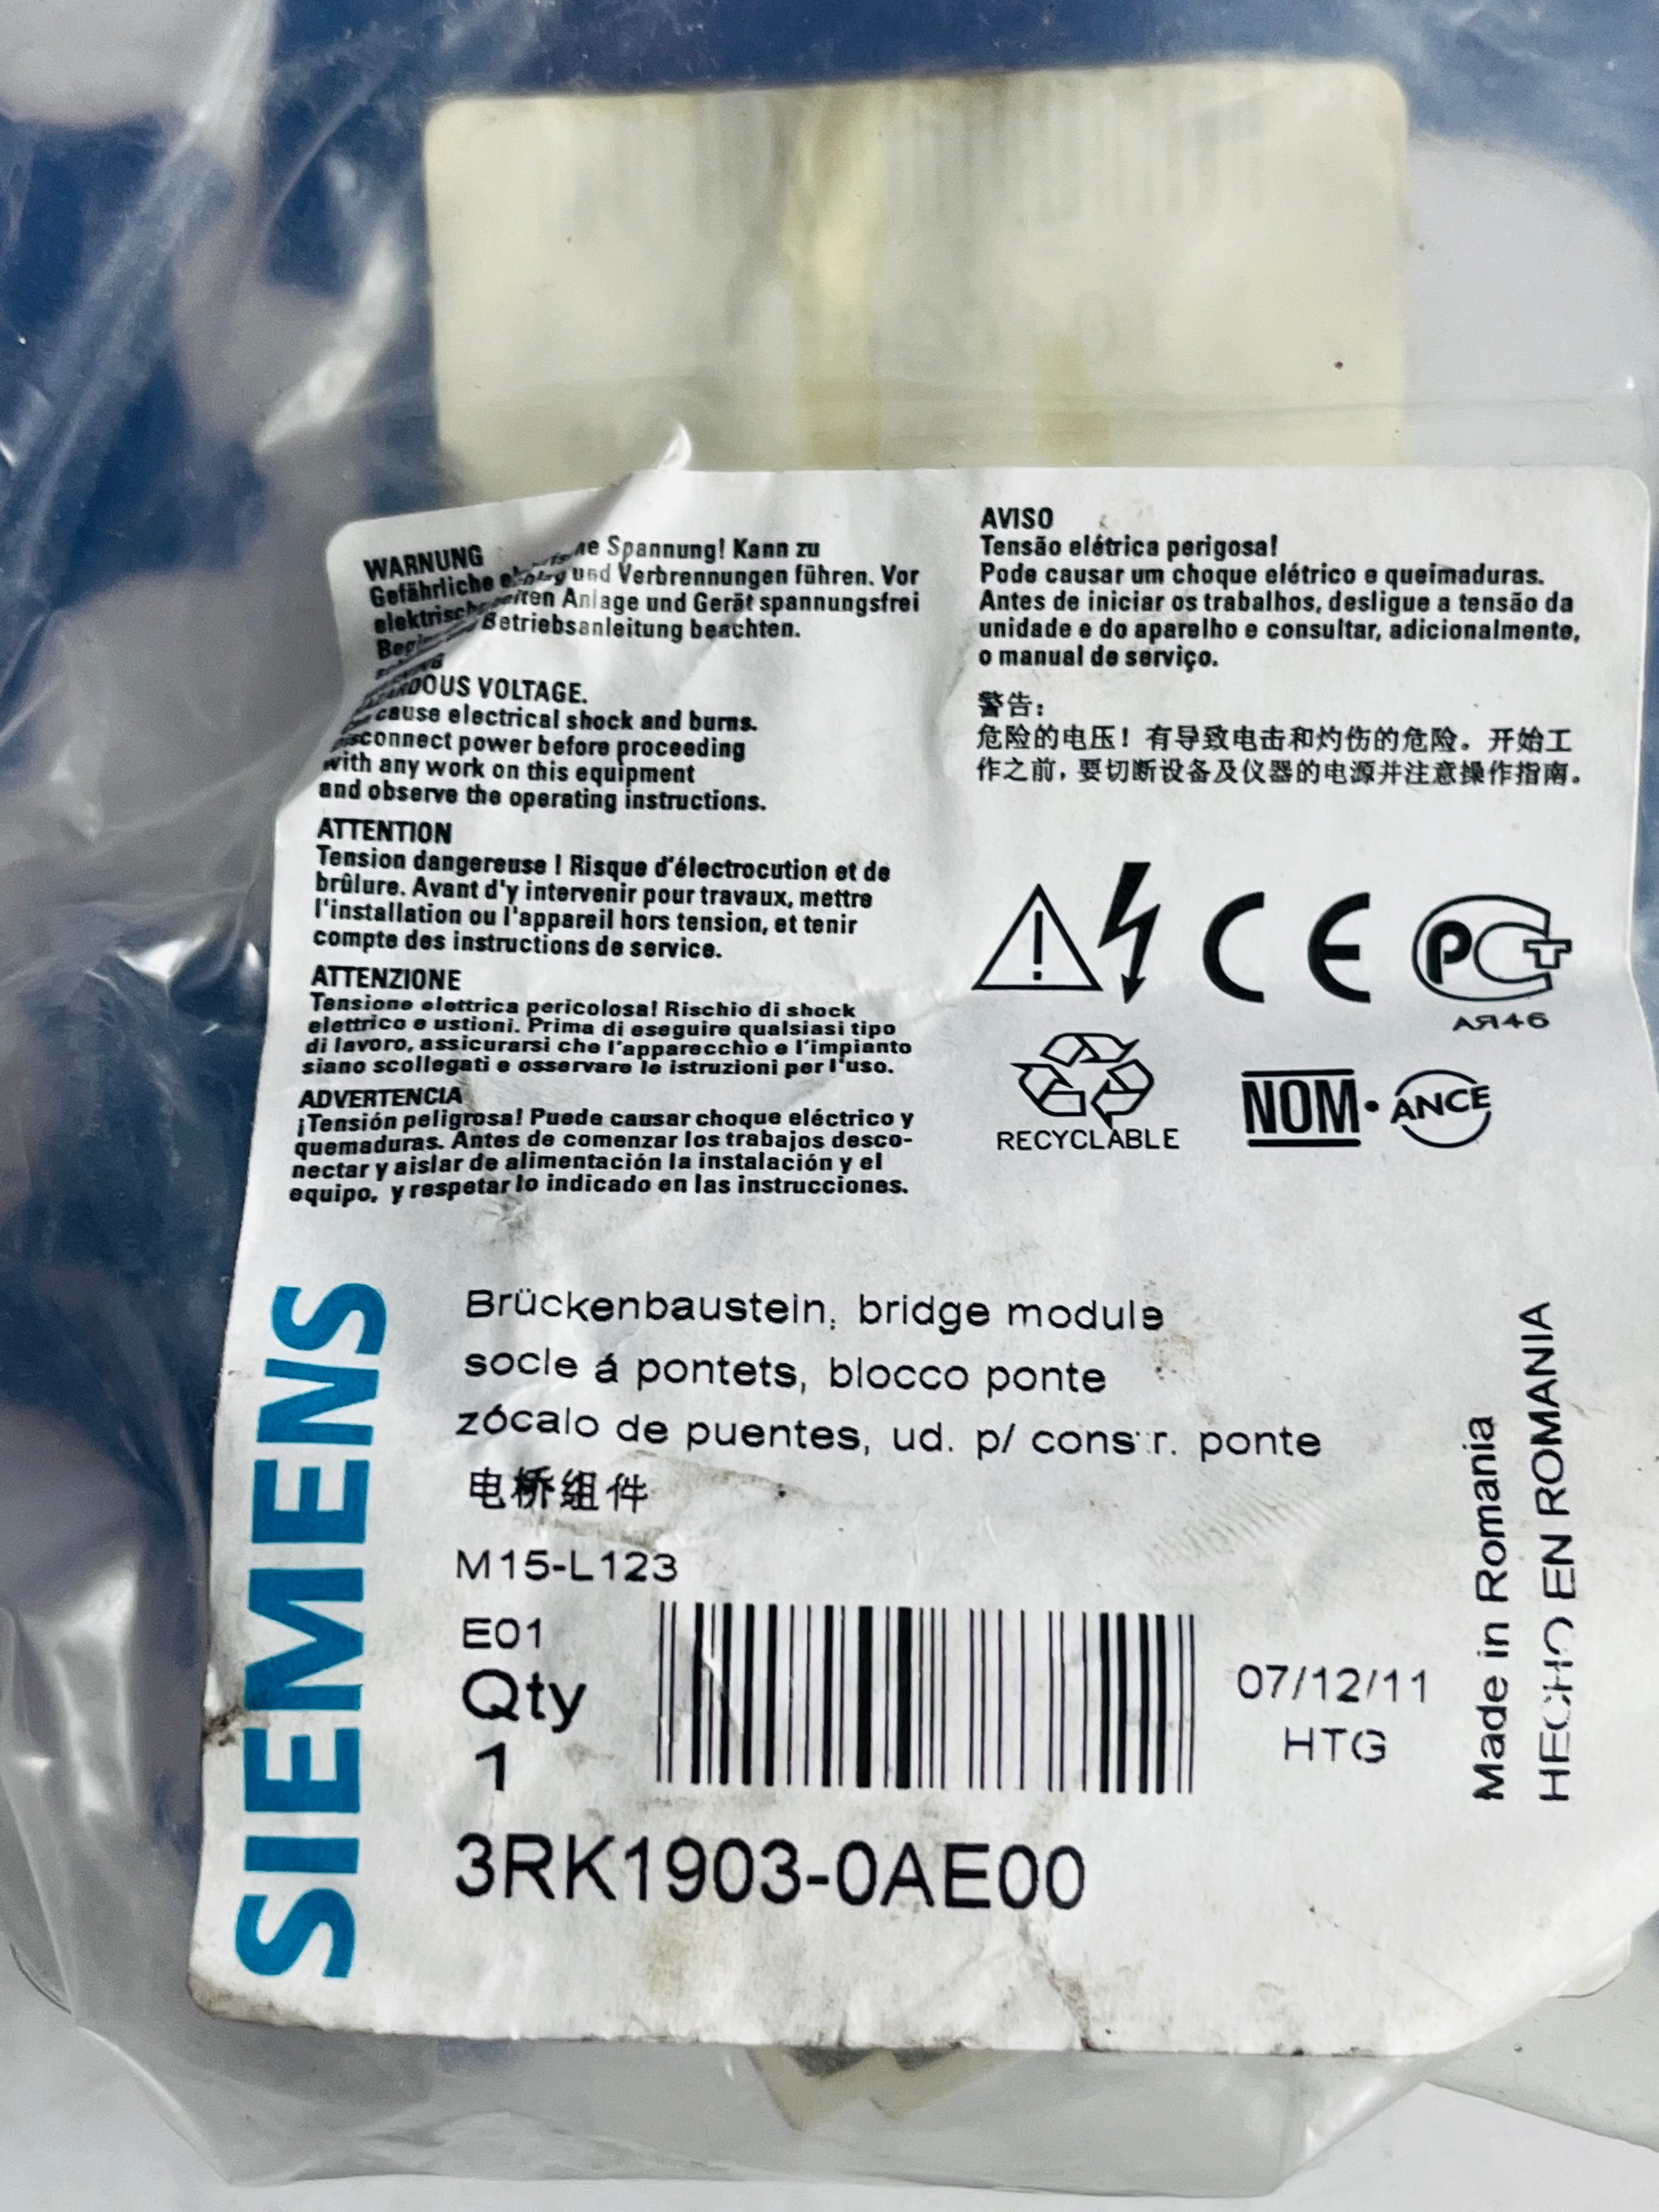 WARNUNG
Gefährliche Spannung! Kann zu
und Verbrennungen führen. Vor
Anlage und Gerät spannungsfrei
Betriebsanleitung beachten.
VOLTAGE.
cause electrical shock and burns.
power before proceeding
with any work on this equipment
and observe the operating instructions.
ATTENTION
Tension dangereuse ! Risque d'électrocution et de
brûlure. Avant d'y intervenir pour travaux, mettre
l'installation ou l'appareil hors tension, et tenir
compte des instructions de service.
ATTENZIONE
Tensione elettrica pericolosa! Rischio di shock
elettrico e ustioni. Prima di eseguire qualsiasi tipo
di lavoro, assicurarsi che l'apparecchio e l'impianto
siano scollegati e osservare le istruzioni per l'uso.
ADVERTENCIA
¡Tensión peligrosa! Puede causar choque eléctrico y
quemaduras. Antes de comenzar los trabajos desco-
nectar y aislar de alimentación la instalación y el
equipo, y respetar lo indicado en las instrucciones.
AVISO
Tensão elétrica perigosa!
Pode causar um choque elétrico e queimaduras.
Antes de iniciar os trabalhos, desligue a tensão da
unidade e do aparelho e consultar, adicionalmente,
o manual de serviço.
警告：
危险的电压！有导致电击和灼伤的危险。开始工
作之前，要切断设备及仪器的电源并注意操作指南。
CE
АЯ46
RECYCLABLE
NOM·ANCE
SIEMENS
Brückenbaustein, bridge module
socle á pontets, blocco ponte
zócalo de puentes, ud. p/ constr. ponte
电桥组件
M15-L123
E01
Qty
1
07/12/11
HTG
3RK1903-0AE00
Made in Romania
HECHO EN ROMANIA